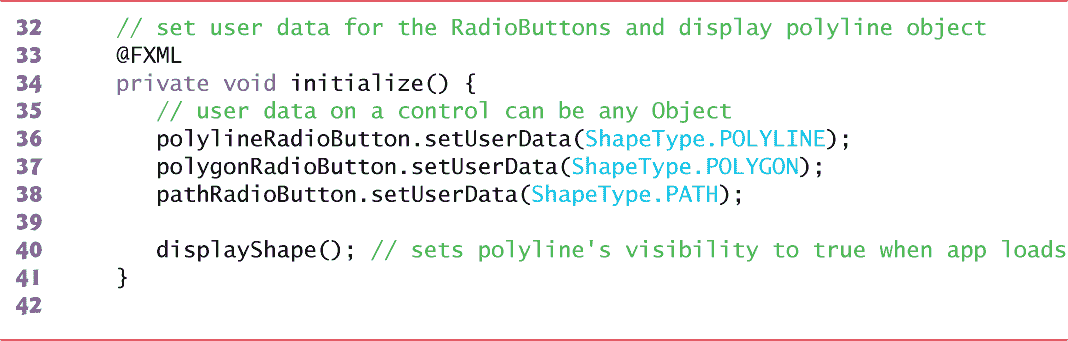 32 // set user data for the RadioButtons and display polyline object
33 @FXML
34 private void initialize() {
35 // user data on a control can be any Object
36 polylineRadioButton.setUserData(ShapeType.POLYLINE);
37 polygonRadioButton.setUserData(ShapeType.POLYGON);
38 pathRadioButton.setUserData(ShapeType.PATH);
39
40 displayShape(); // sets polyline's visibility to true when app loads
41 }
42